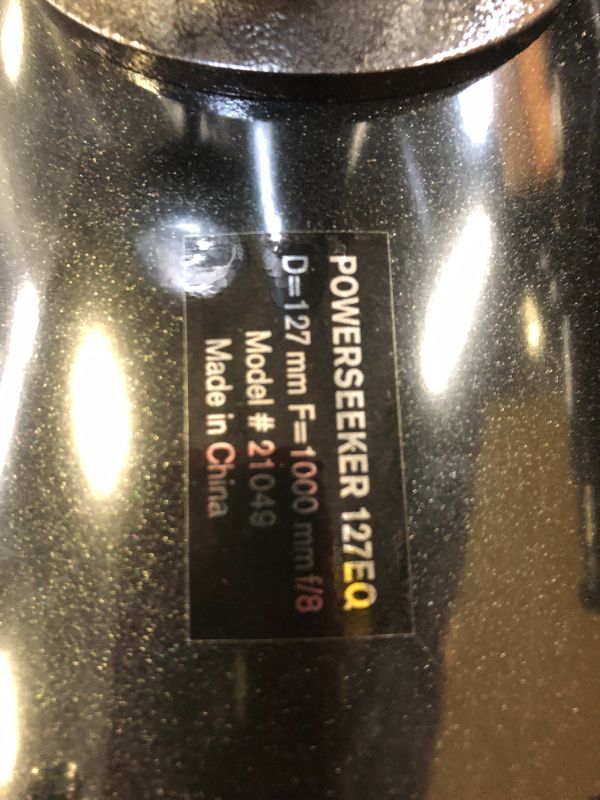 POWERSEEKER 127EQ
D=127 mm F=1000 mm f/8
Model # 21049
Made in China